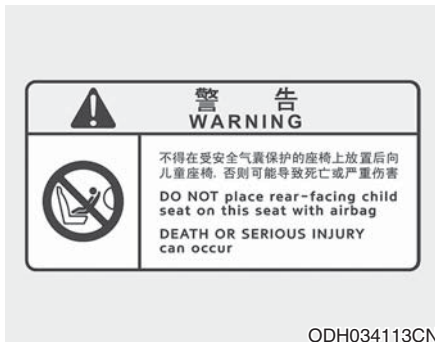 警 告
WARNING
不得在受安全气囊保护的座椅上放置后向
儿童座椅, 否则可能导致死亡或严重伤害
DO NOT place rear-facing child
seat on this seat with airbag
DEATH OR SERIOUS INJURY
can occur
ODH034113CN